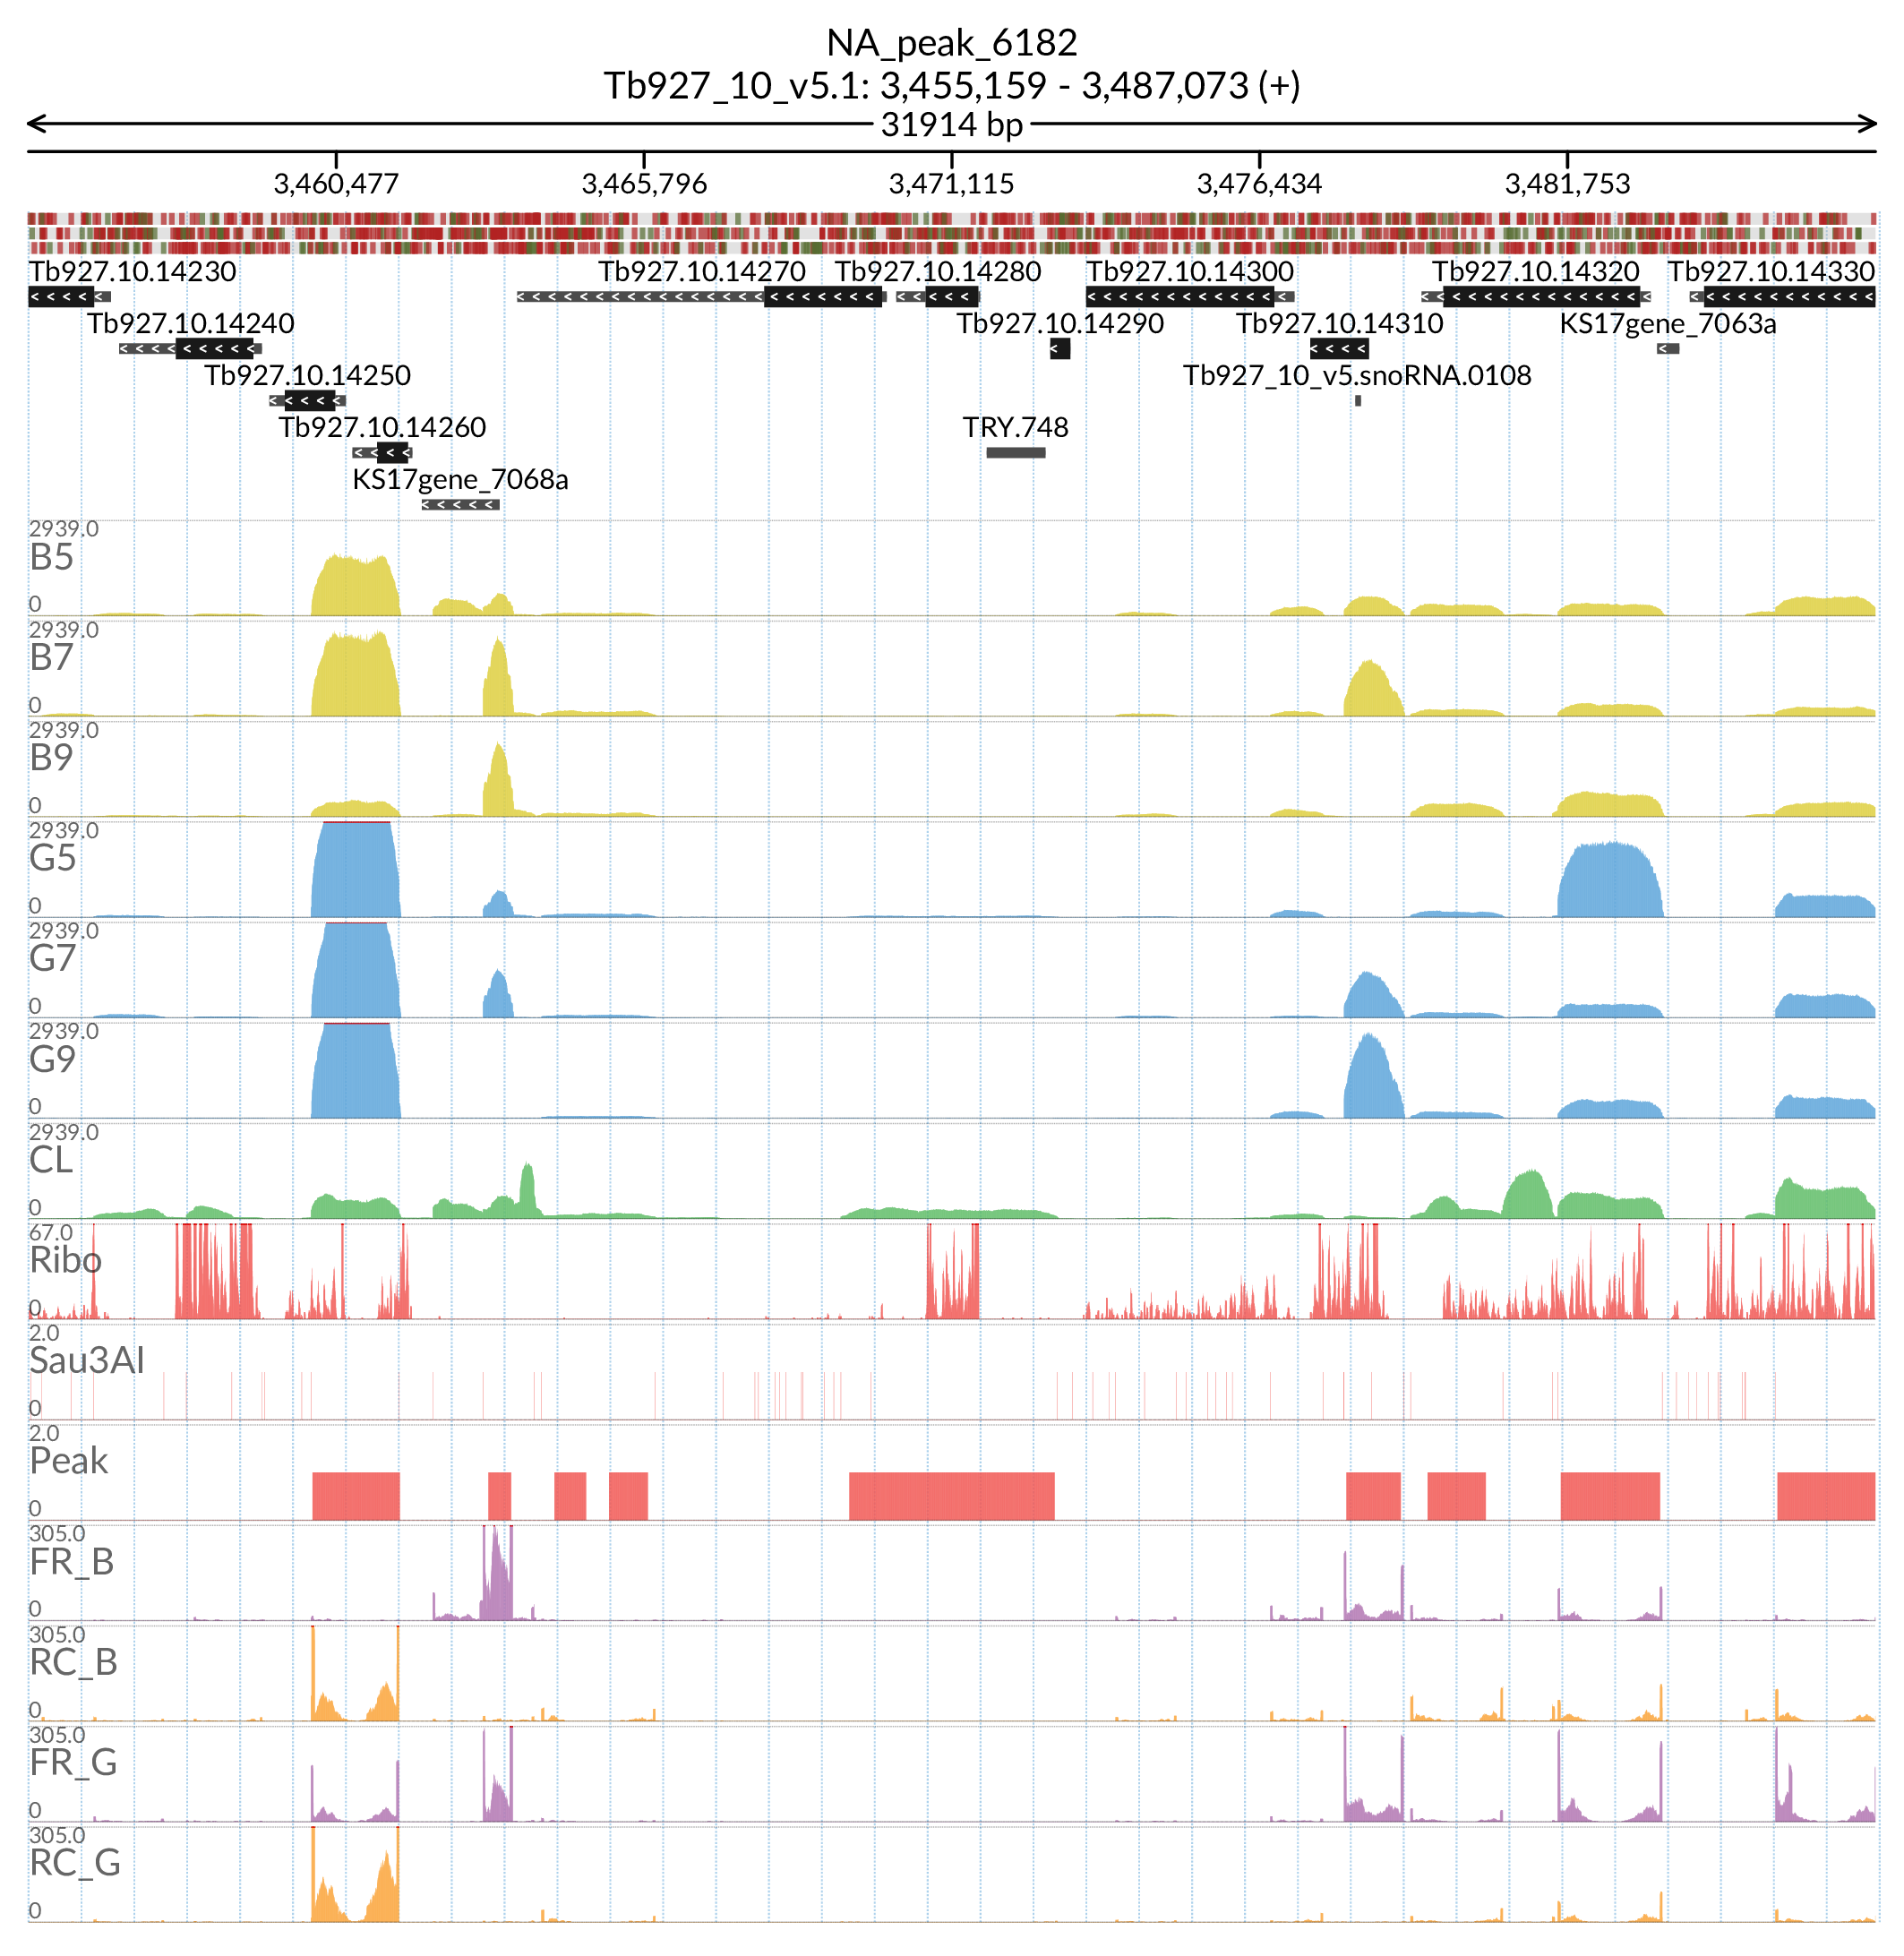 NA_peak_6182
Tb927_10_v5.1: 3,455,159 - 3,487,073 (+)
31914 bp
3,460,477 3,465,796 3,471,115 3,476,434 3,481,753
Tb927.10.14230 Tb927.10.14270 Tb927.10.14280 Tb927.10.14300 Tb927.10.14320 Tb927.10.14330
Tb927.10.14240 Tb927.10.14290 Tb927.10.14310 KS17gene_7063a
Tb927.10.14250 Tb927_10_v5.snoRNA.0108
Tb927.10.14260 TRY.748
KS17gene_7068a
2939.0
B5
0
2939.0
B7
0
2939.0
B9
0
2939.0
G5
0
2939.0
G7
0
2939.0
G9
0
2939.0
CL
0
67.0
Ribo
0
2.0
Sau3AI
0
2.0
Peak
0
305.0
FR_B
0
305.0
RC_B
0
305.0
FR_G
0
305.0
RC_G
0